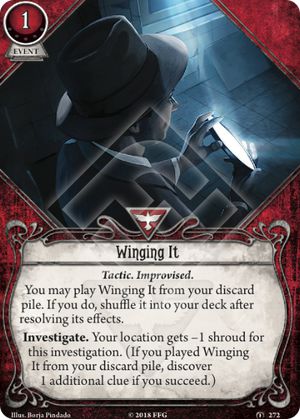 1
EVENT
Winging It
Tactic. Improvised.
You may play Winging It from your discard
pile. If you do, shuffle it into your deck after
resolving its effects.
Investigate. Your location gets −1 shroud for
this investigation. (If you played Winging
It from your discard pile, discover
1 additional clue if you succeed.)
Illus. Borja Pindado © 2018 FFG 272